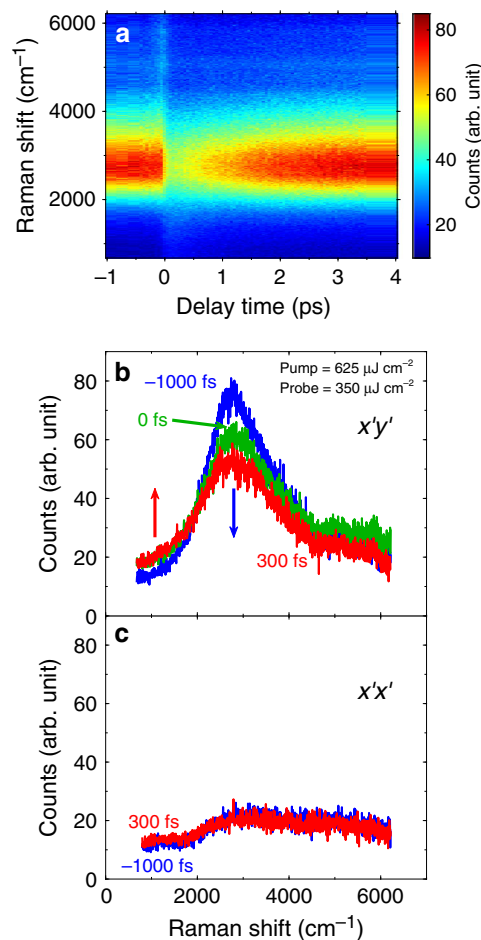 a
6000
4000
2000
Raman shift (cm⁻¹)
−1 0 1 2 3 4
Delay time (ps)
80
60
40
20
Counts (arb. unit)
b
Pump = 625 μJ cm⁻²
Probe = 350 μJ cm⁻²
−1000 fs
x'y'
0 fs
300 fs
80
60
40
20
0
Counts (arb. unit)
c
x'x'
300 fs
−1000 fs
80
60
40
20
0
Counts (arb. unit)
0 2000 4000 6000
Raman shift (cm⁻¹)